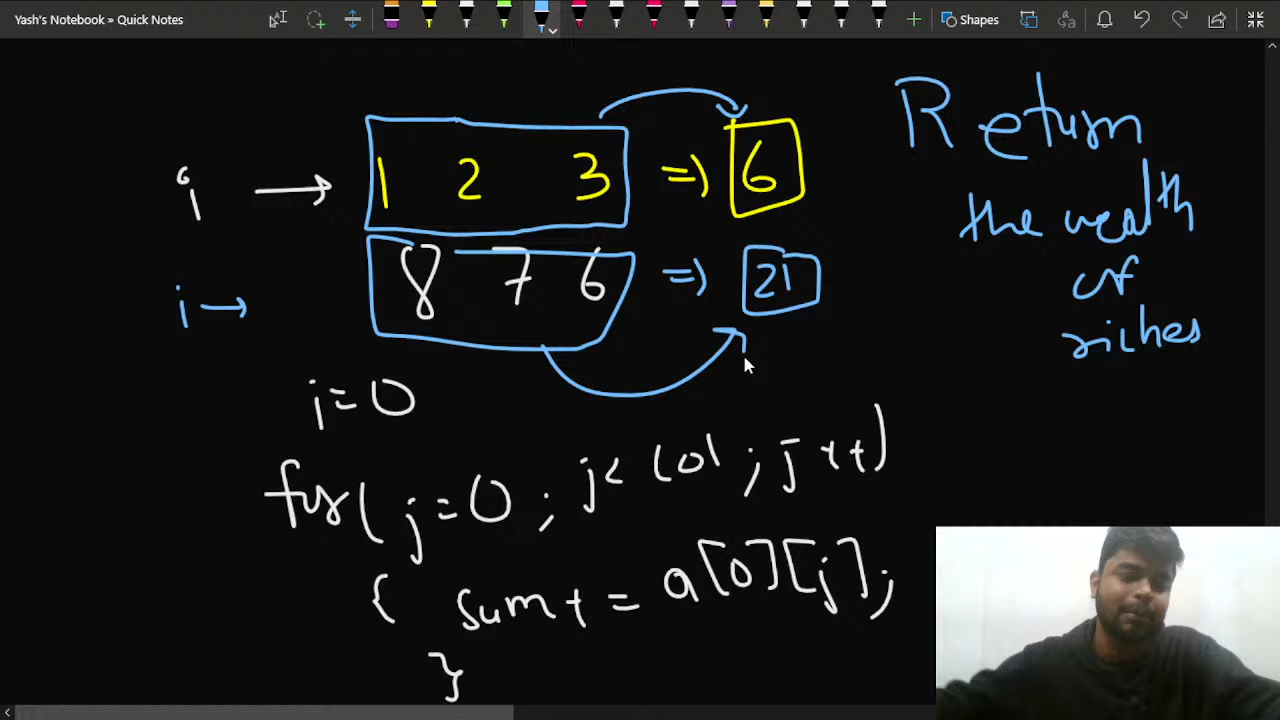 Yash's Notebook » Quick Notes
Shapes
i → 1 2 3 => 6
i → 8 7 6 => 21
Return
the wealth
of
riches
i=0
for( j=0 ; j< col ; j++)
{ sum+ = a[0][j];
}